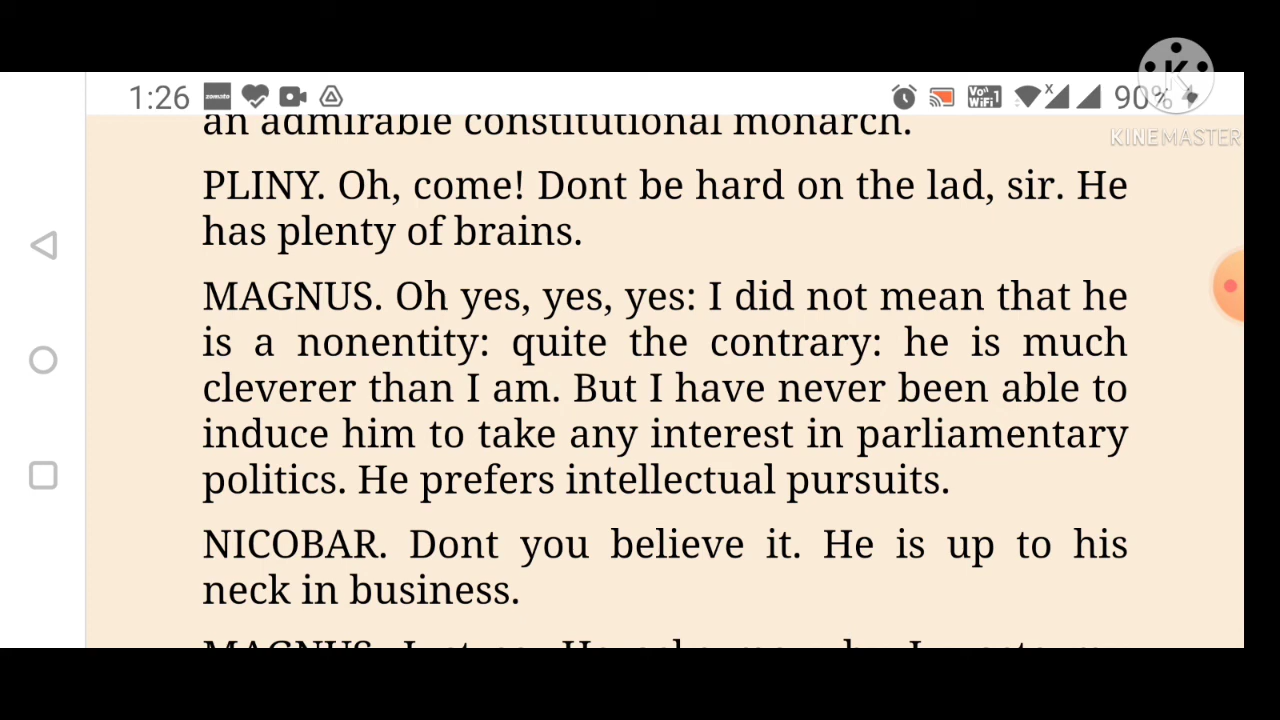 1:26 zomato Vo WiFi1 x 90%
K
KINEMASTER
an admirable constitutional monarch.
PLINY. Oh, come! Dont be hard on the lad, sir. He
has plenty of brains.
MAGNUS. Oh yes, yes, yes: I did not mean that he
is a nonentity: quite the contrary: he is much
cleverer than I am. But I have never been able to
induce him to take any interest in parliamentary
politics. He prefers intellectual pursuits.
NICOBAR. Dont you believe it. He is up to his
neck in business.
MAGNUS.